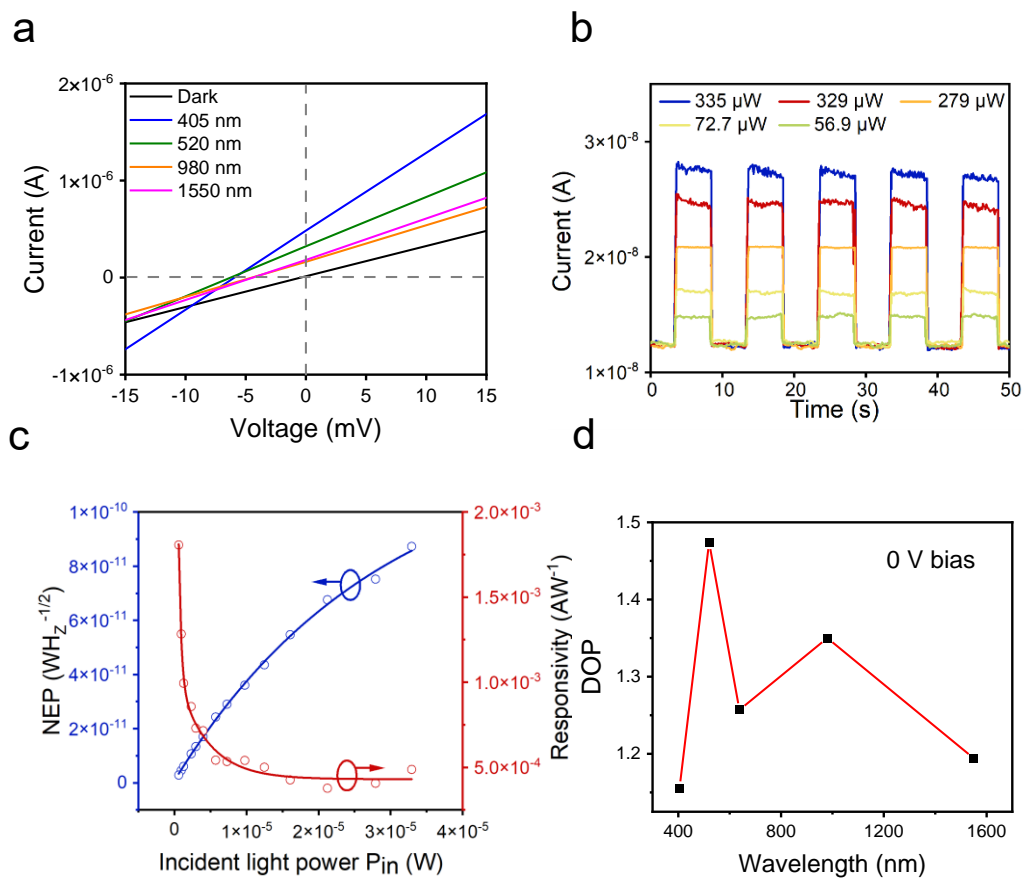 a
2×10⁻⁶
1×10⁻⁶
0
-1×10⁻⁶
Current (A)
Dark
405 nm
520 nm
980 nm
1550 nm
-15
-10
-5
0
5
10
15
Voltage (mV)
b
335 μW
329 μW
279 μW
72.7 μW
56.9 μW
3×10⁻⁸
2×10⁻⁸
1×10⁻⁸
Current (A)
0
10
20
30
40
50
Time (s)
c
1×10⁻¹⁰
8×10⁻¹¹
6×10⁻¹¹
4×10⁻¹¹
2×10⁻¹¹
0
NEP (WH_Z⁻¹/²)
2.0×10⁻³
1.5×10⁻³
1.0×10⁻³
5.0×10⁻⁴
Responsivity (AW⁻¹)
0
1×10⁻⁵
2×10⁻⁵
3×10⁻⁵
4×10⁻⁵
Incident light power P_in (W)
d
1.5
1.4
1.3
1.2
DOP
0 V bias
400
800
1200
1600
Wavelength (nm)